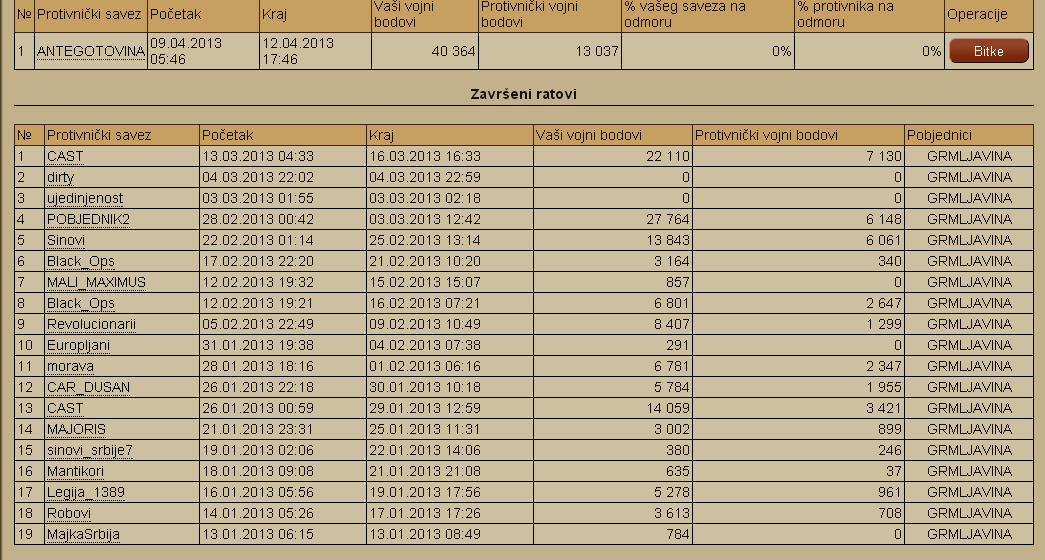 № Protivnički savez Početak Kraj Vaši vojni bodovi Protivnički vojni bodovi % vašeg saveza na odmoru % protivnika na odmoru Operacije
1 ANTEGOTOVINA 09.04.2013 05:46 12.04.2013 17:46 40 364 13 037 0% 0% Bitke
Završeni ratovi
№ Protivnički savez Početak Kraj Vaši vojni bodovi Protivnički vojni bodovi Pobjednici
1 CAST 13.03.2013 04:33 16.03.2013 16:33 22 110 7 130 GRMLJAVINA
2 dirty 04.03.2013 22:02 04.03.2013 22:59 0 0 GRMLJAVINA
3 ujedinjenost 03.03.2013 01:55 03.03.2013 02:18 0 0 GRMLJAVINA
4 POBJEDNIK2 28.02.2013 00:42 03.03.2013 12:42 27 764 6 148 GRMLJAVINA
5 Sinovi 22.02.2013 01:14 25.02.2013 13:14 13 843 6 061 GRMLJAVINA
6 Black_Ops 17.02.2013 22:20 21.02.2013 10:20 3 164 340 GRMLJAVINA
7 MALI_MAXIMUS 12.02.2013 19:32 15.02.2013 15:07 857 0 GRMLJAVINA
8 Black_Ops 12.02.2013 19:21 16.02.2013 07:21 6 801 2 647 GRMLJAVINA
9 Revolucionarii 05.02.2013 22:49 09.02.2013 10:49 8 407 1 299 GRMLJAVINA
10 Europljani 31.01.2013 19:38 04.02.2013 07:38 291 0 GRMLJAVINA
11 morava 28.01.2013 18:16 01.02.2013 06:16 6 781 2 347 GRMLJAVINA
12 CAR_DUSAN 26.01.2013 22:18 30.01.2013 10:18 5 784 1 955 GRMLJAVINA
13 CAST 26.01.2013 00:59 29.01.2013 12:59 14 059 3 421 GRMLJAVINA
14 MAJORIS 21.01.2013 23:31 25.01.2013 11:31 3 002 899 GRMLJAVINA
15 sinovi_srbije7 19.01.2013 02:06 22.01.2013 14:06 380 246 GRMLJAVINA
16 Mantikori 18.01.2013 09:08 21.01.2013 21:08 635 37 GRMLJAVINA
17 Legija_1389 16.01.2013 05:56 19.01.2013 17:56 5 278 961 GRMLJAVINA
18 Robovi 14.01.2013 05:26 17.01.2013 17:26 3 613 708 GRMLJAVINA
19 MajkaSrbija 13.01.2013 06:15 13.01.2013 08:49 784 0 GRMLJAVINA